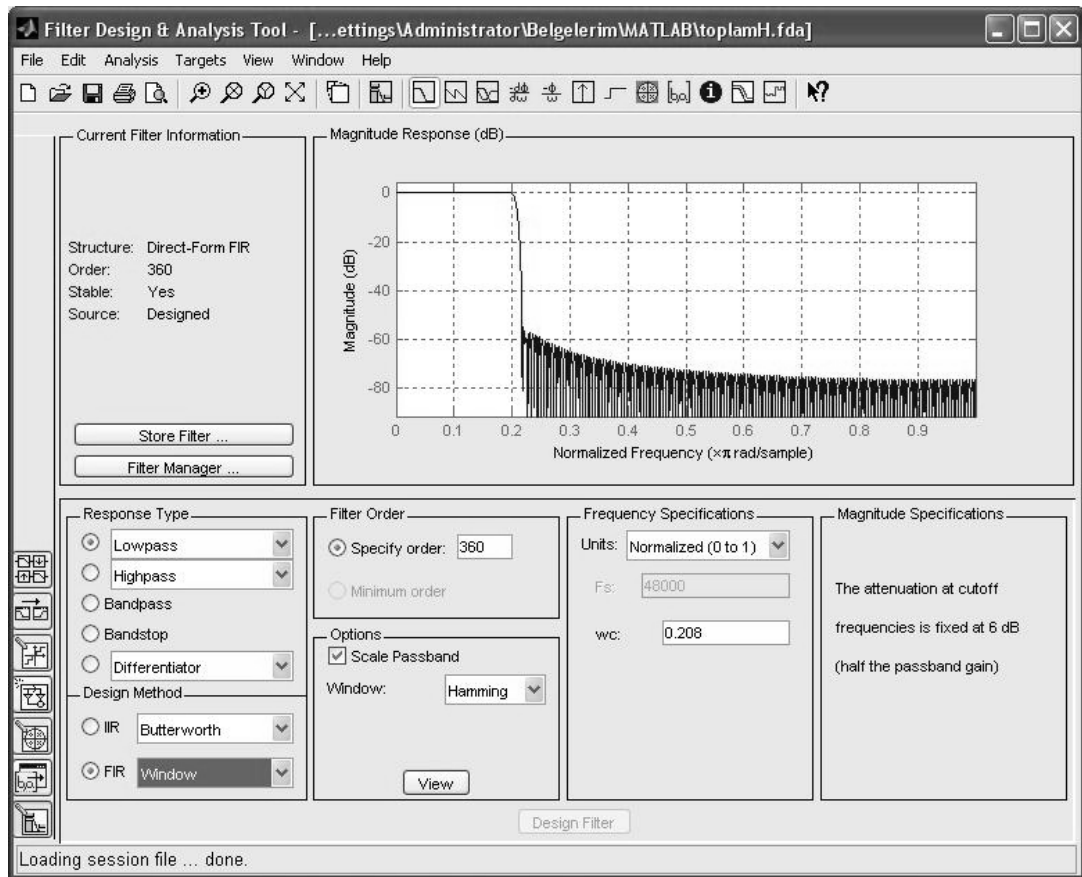 Filter Design & Analysis Tool - [...ettings\Administrator\Belgelerim\MATLAB\toplamH.fda]
File Edit Analysis Targets View Window Help
Current Filter Information
Structure: Direct-Form FIR
Order: 360
Stable: Yes
Source: Designed
Store Filter ...
Filter Manager ...
Magnitude Response (dB)
Magnitude (dB)
0
-20
-40
-60
-80
0 0.1 0.2 0.3 0.4 0.5 0.6 0.7 0.8 0.9
Normalized Frequency (×π rad/sample)
Response Type
Lowpass
Highpass
Bandpass
Bandstop
Differentiator
Design Method
IIR Butterworth
FIR Window
Filter Order
Specify order: 360
Minimum order
Options
Scale Passband
Window: Hamming
View
Frequency Specifications
Units: Normalized (0 to 1)
Fs: 48000
wc: 0.208
Magnitude Specifications
The attenuation at cutoff
frequencies is fixed at 6 dB
(half the passband gain)
Design Filter
Loading session file ... done.